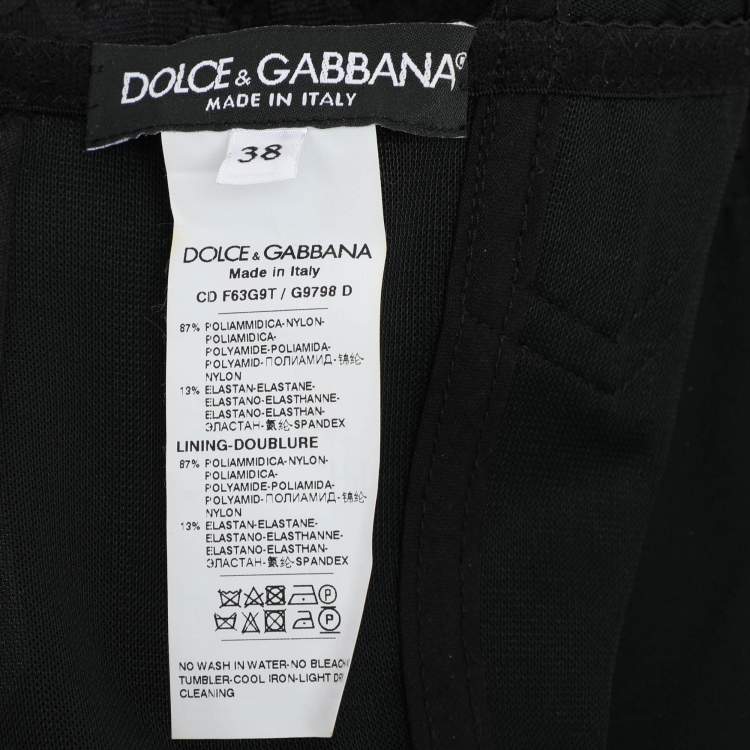 DOLCE & GABBANA®
MADE IN ITALY
38
DOLCE & GABBANA
Made in Italy
CD F63G9T / G9798 D
87% POLIAMMIDICA-NYLON-
POLIAMIDICA-
POLYAMIDE-POLIAMIDA-
POLYAMID-ПОЛИАМИД-锦纶-
NYLON
13% ELASTAN-ELASTANE-
ELASTANO-ELASTHANNE-
ELASTANO-ELASTHAN-
ЭЛАСТАН-氨纶-SPANDEX
LINING-DOUBLURE
87% POLIAMMIDICA-NYLON-
POLIAMIDICA-
POLYAMIDE-POLIAMIDA-
POLYAMID-ПОЛИАМИД-锦纶-
NYLON
13% ELASTAN-ELASTANE-
ELASTANO-ELASTHANNE-
ELASTANO-ELASTHAN-
ЭЛАСТАН-氨纶-SPANDEX
P
P
NO WASH IN WATER-NO BLEACH
TUMBLER-COOL IRON-LIGHT DR
CLEANING